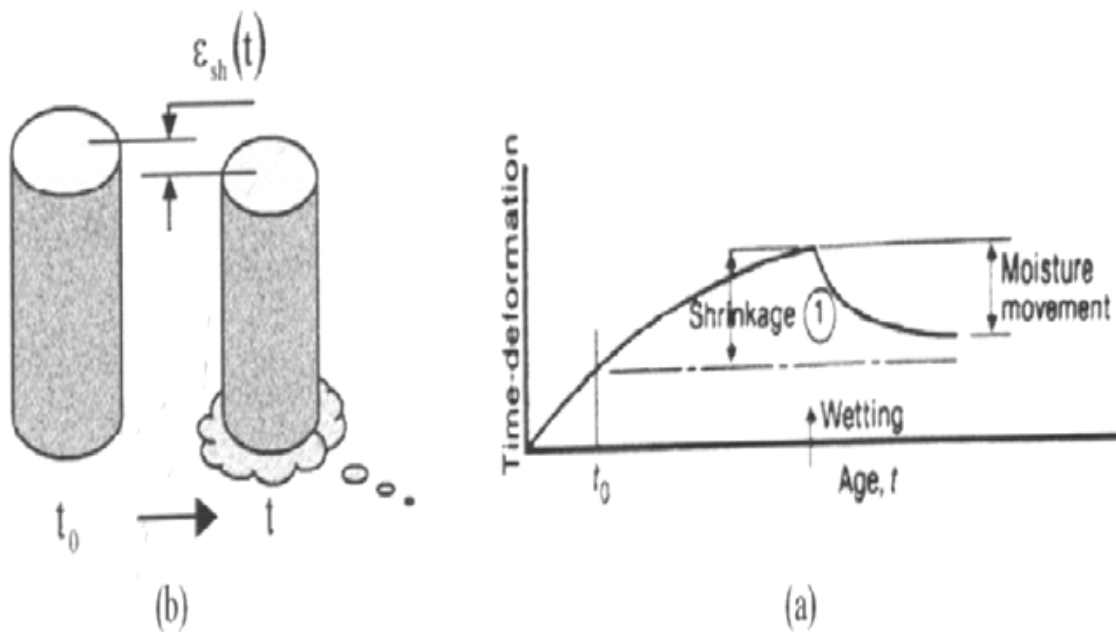 ε_sh(t)
t_0
t
(b)
Time-deformation
Shrinkage ①
Moisture
movement
Wetting
t_0
Age, t
(a)